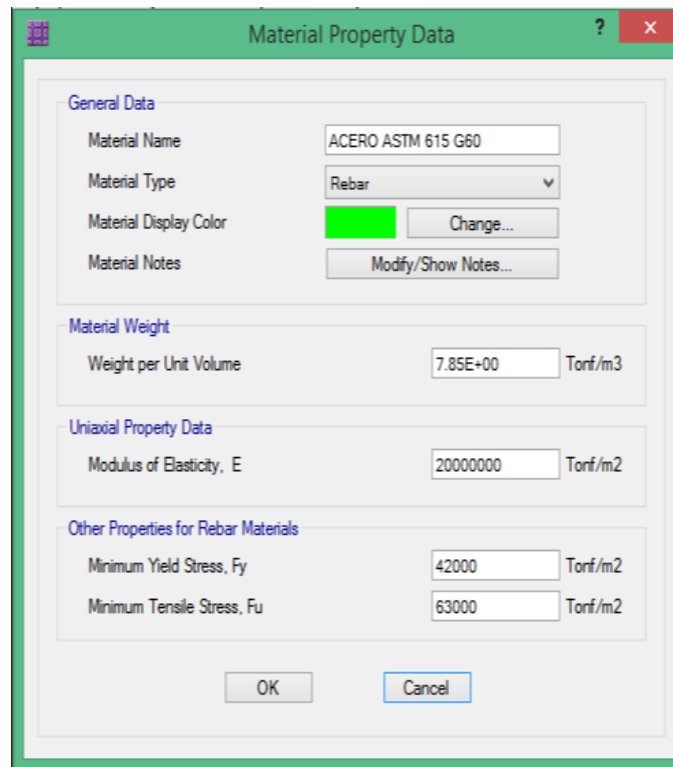 Material Property Data ? x
General Data
Material Name ACERO ASTM 615 G60
Material Type Rebar
Material Display Color Change...
Material Notes Modify/Show Notes...
Material Weight
Weight per Unit Volume 7.85E+00 Tonf/m3
Uniaxial Property Data
Modulus of Elasticity, E 20000000 Tonf/m2
Other Properties for Rebar Materials
Minimum Yield Stress, Fy 42000 Tonf/m2
Minimum Tensile Stress, Fu 63000 Tonf/m2
OK Cancel